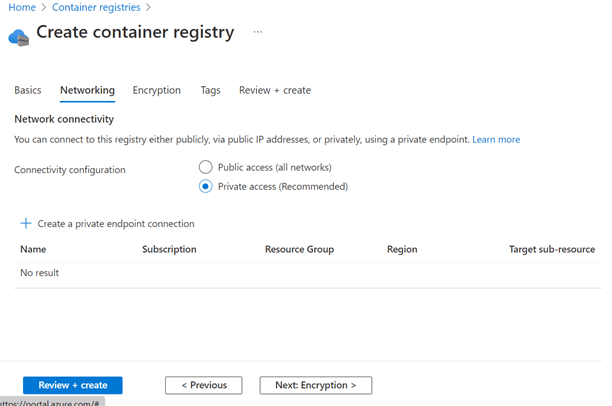 Home > Container registries >
Create container registry ...
Basics Networking Encryption Tags Review + create
Network connectivity
You can connect to this registry either publicly, via public IP addresses, or privately, using a private endpoint. Learn more
Connectivity configuration
Public access (all networks)
Private access (Recommended)
+ Create a private endpoint connection
Name Subscription Resource Group Region Target sub-resource
No result
Review + create < Previous Next: Encryption >
https://portal.azure.com/#